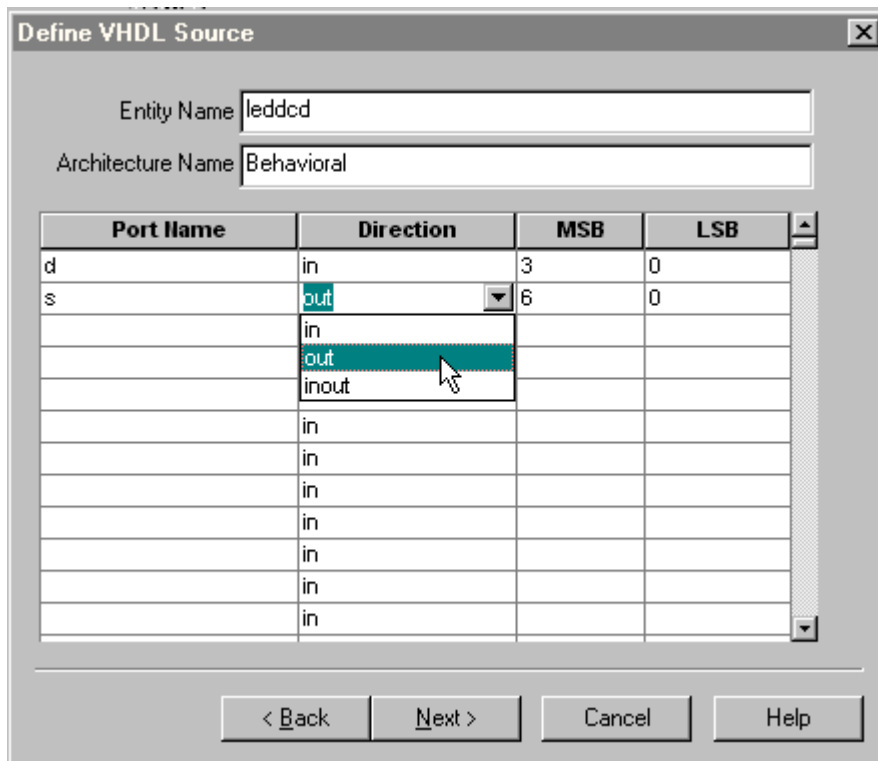 Define VHDL Source
Entity Name leddcd
Architecture Name Behavioral
Port Name Direction MSB LSB
d in 3 0
s out 6 0
in
out
inout
in
in
in
in
in
in
in
< Back Next > Cancel Help